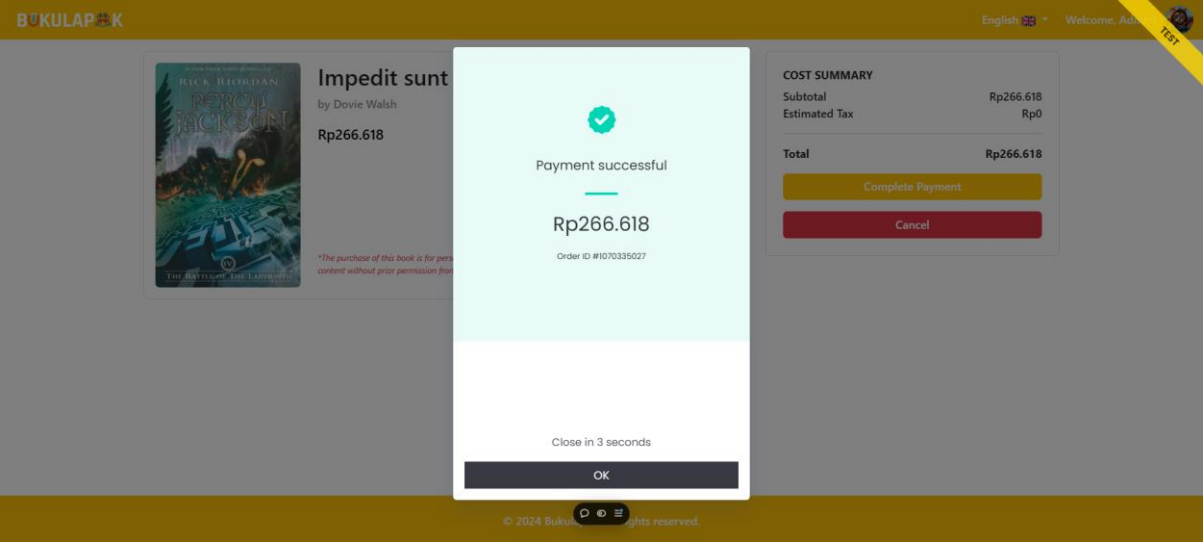 BUKULAPAK
English
Welcome, Ad
TEST
RICK RIORDAN
PERCY
JACKSON
IV
THE BATTLE OF THE LABYRINTH
Impedit sunt
by Dovie Walsh
Rp266.618
*The purchase of this book is for pers
content without prior permission from
Payment successful
Rp266.618
Order ID #1070335027
Close in 3 seconds
OK
COST SUMMARY
Subtotal Rp266.618
Estimated Tax Rp0
Total Rp266.618
Complete Payment
Cancel
© 2024 Bukula ghts reserved.